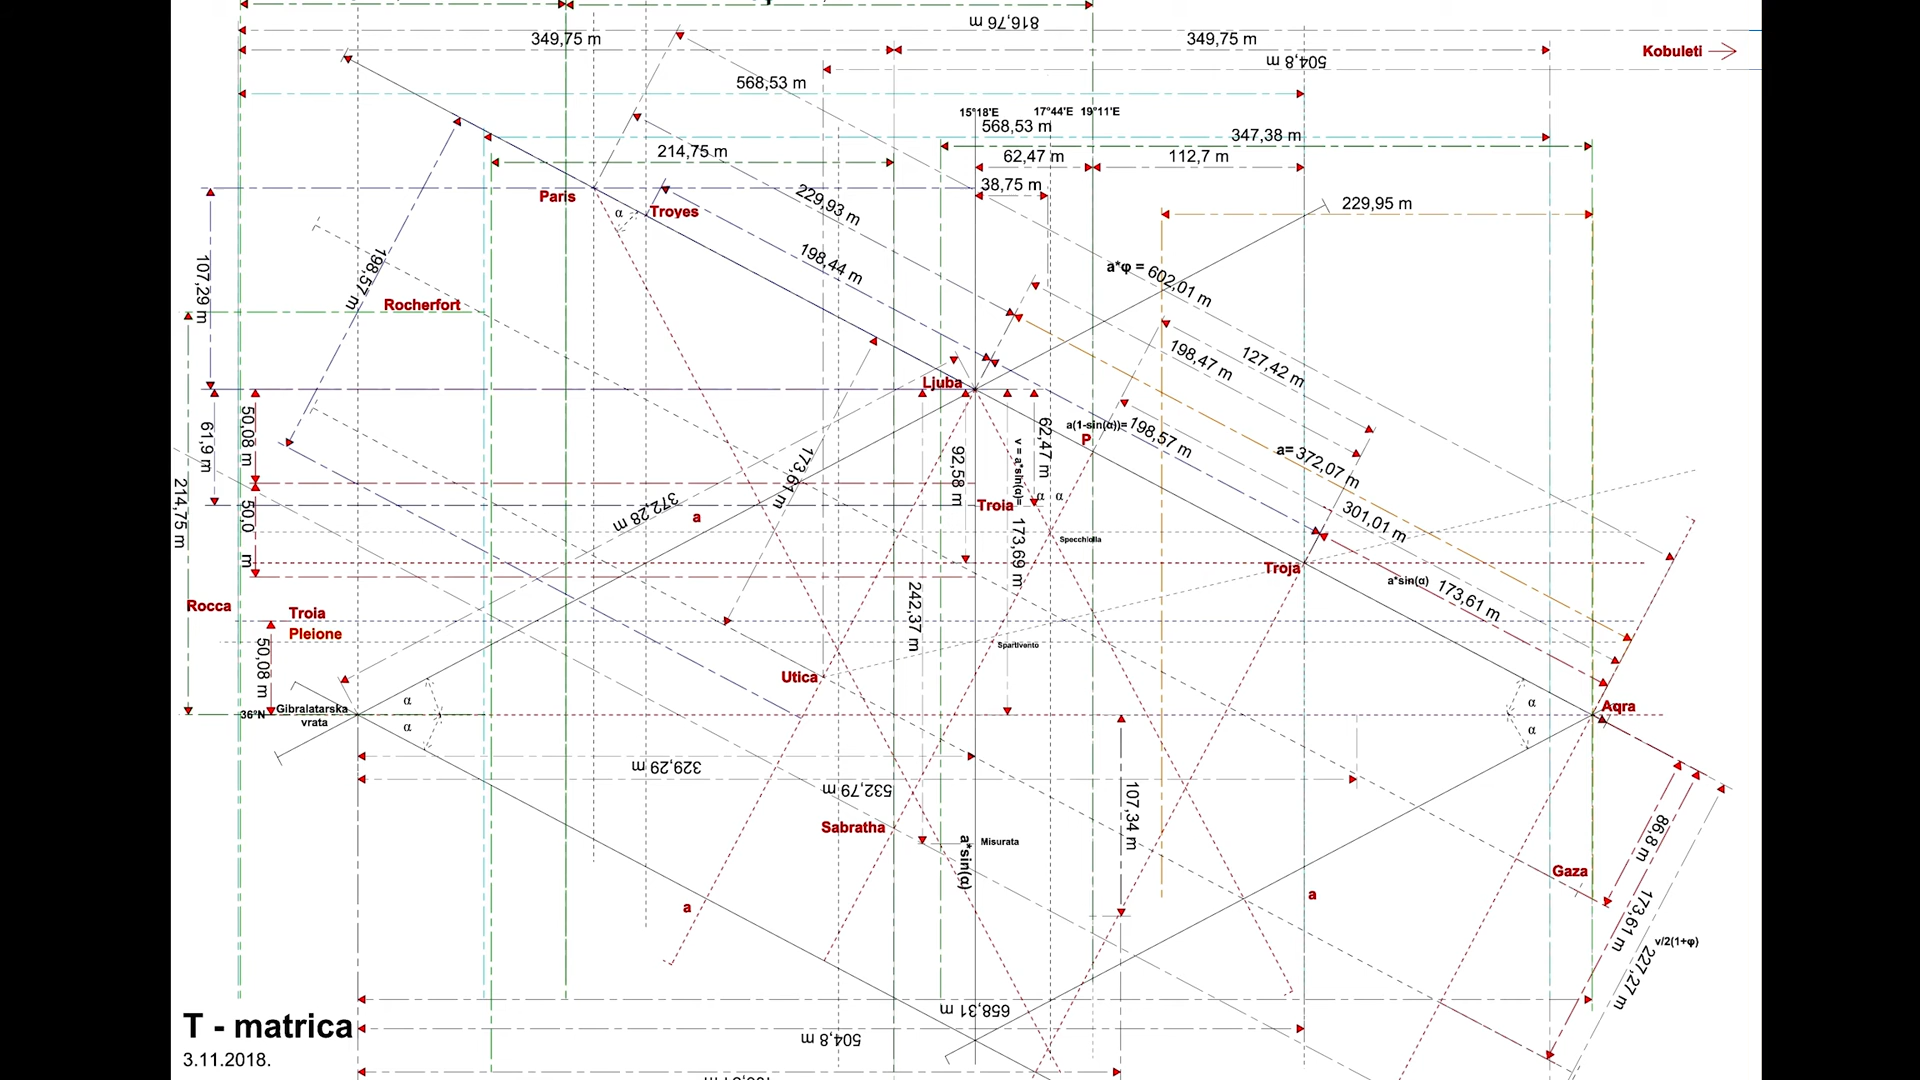 816,76 m
349,75 m
349,75 m
Kobuleti
504,8 m
568,53 m
15°18'E
17°44'E
19°11'E
568,53 m
347,38 m
214,75 m
62,47 m
112,7 m
38,75 m
Paris
α
Troyes
229,93 m
229,95 m
198,44 m
198,57 m
107,29 m
a*φ = 602,01 m
Rocherfort
198,47 m
127,42 m
Ljuba
50,08 m
61,9 m
62,47 m
a(1-sin(α))= 198,57 m
P
a= 372,07 m
92,58 m
173,61 m
v = a*sin(α)=
173,69 m
α
α
Troia
372,28 m
a
301,01 m
214,75 m
50,0 m
Specchiolla
Troja
a*sin(α)
173,61 m
242,37 m
Rocca
Troia
Pleione
50,08 m
Spartivento
Utica
36°N
Gibralatarska
vrata
α
α
α
α
Aqra
329,29 m
532,79 m
107,34 m
Sabratha
Misurata
a*sin(α)
86,8 m
Gaza
173,61 m
a
a
v/2(1+φ)
227,27 m
658,31 m
T - matrica
504,8 m
3.11.2018.